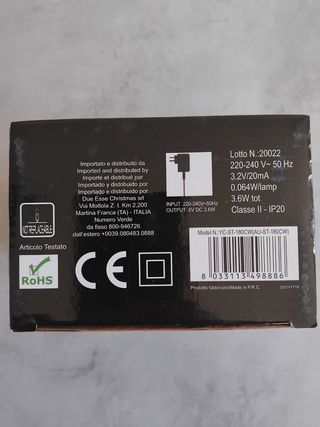 Importato e distribuito da
Imported and distributed by
Importé et distribué par
Importado y distribuido por
Importado e distribuido por
Due Esse Christmas srl
Via Mottola Z. I. Km 2,200
Martina Franca (TA) - ITALIA
Numero Verde
da fisso 800-946726
dall'estero +0039.080483.0888
INPUT 220-240V~50Hz
OUTPUT 6V DC 3.6W
Lotto N.:20022
220-240 V~ 50 Hz
3.2V/20mA
0.064W/lamp
3.6W tot
Classe II - IP20
NOT REPLACEABLE
Articolo Testato
RoHS
CE
Model N.:YC-ST-180CW(AU-ST-180CW)
8 033113 498886
Prodotto fabbricato/Made in P.R.C.